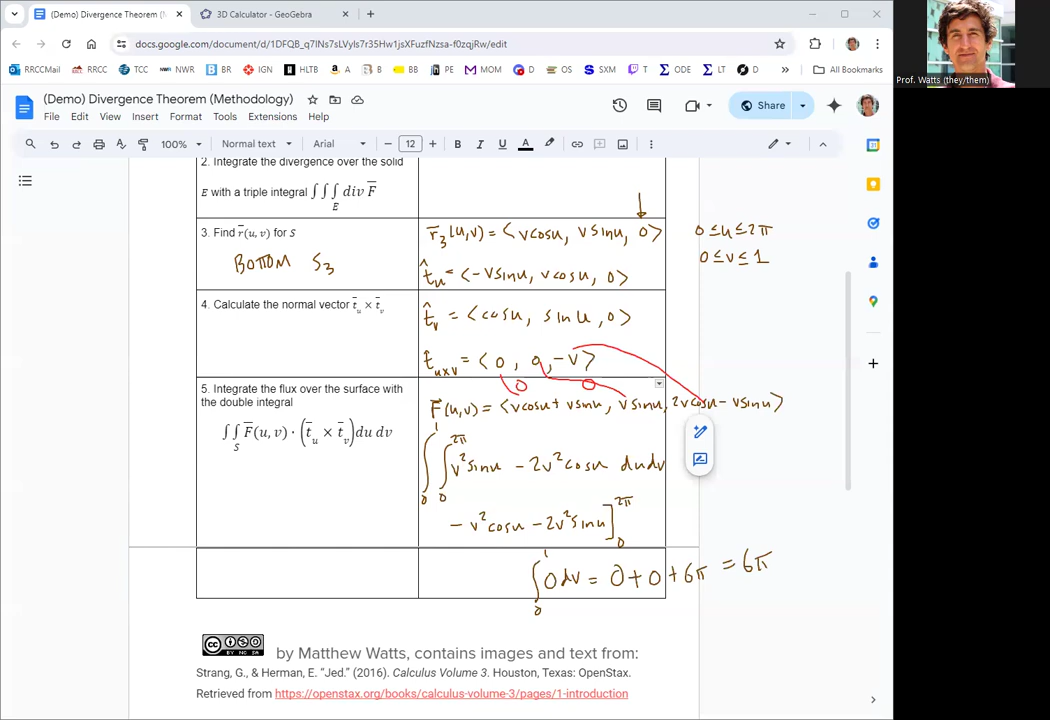 (Demo) Divergence Theorem (M
3D Calculator - GeoGebra
docs.google.com/document/d/1DFQB_q7lNs7sLVyls7r35Hw1jsXFuzfNzsa-f0zqjRw/edit
RRCCMail RRCC TCC NWR BR IGN HLTB A B BB PE MOM D OS SXM T ODE LT D All Bookmarks
Prof. Watts (they/them)
(Demo) Divergence Theorem (Methodology)
File Edit View Insert Format Tools Extensions Help
Share
100% Normal text Arial 12 B I U A
2. Integrate the divergence over the solid
E with a triple integral ∫∫∫ div F̅
E
3. Find r̅(u, v) for S
BOTTOM S₃
r̅₃(u,v) = <vcosu, vsinu, 0>
0 ≤ u ≤ 2π
0 ≤ v ≤ 1
t̂ᵤ = <-vsinu, vcosu, 0>
4. Calculate the normal vector t̅ᵤ × t̅ᵥ
t̂ᵥ = <cosu, sinu, 0>
t̂ᵤₓᵥ = <0, 0, -v>
0 0
5. Integrate the flux over the surface with
the double integral
∫∫ F̅(u, v) · (t̅ᵤ × t̅ᵥ) du dv
S
F̅(u,v) = <vcosu + vsinu, vsinu, 2vcosu - vsinu>
∫₀¹ ∫₀^2π v²sinu - 2v²cosu dudv
- v²cosu - 2v²sinu]₀^2π
∫₀¹ 0 dv = 0 + 0 + 6π = 6π
CC BY NC SA
by Matthew Watts, contains images and text from:
Strang, G., & Herman, E. "Jed." (2016). Calculus Volume 3. Houston, Texas: OpenStax.
Retrieved from https://openstax.org/books/calculus-volume-3/pages/1-introduction